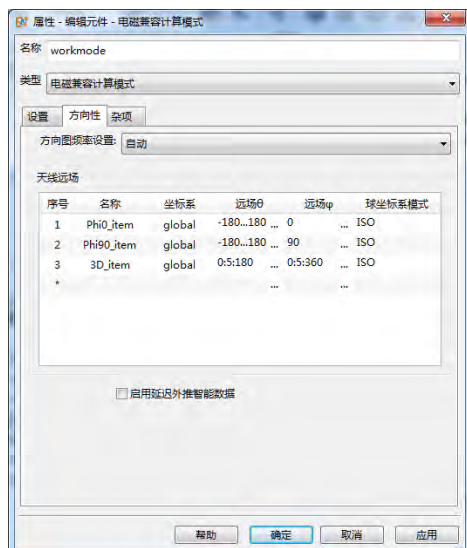 属性 - 编辑元件 - 电磁兼容计算模式
名称 workmode
类型 电磁兼容计算模式
设置 方向性 杂项
方向图频率设置: 自动
天线远场
序号 名称 坐标系 远场θ 远场φ 球坐标系模式
1 Phi0_item global -180...180 ... 0 ... ISO
2 Phi90_item global -180...180 ... 90 ... ISO
3 3D_item global 0:5:180 ... 0:5:360 ... ISO
* ... ...
启用延迟外推智能数据
帮助 确定 取消 应用